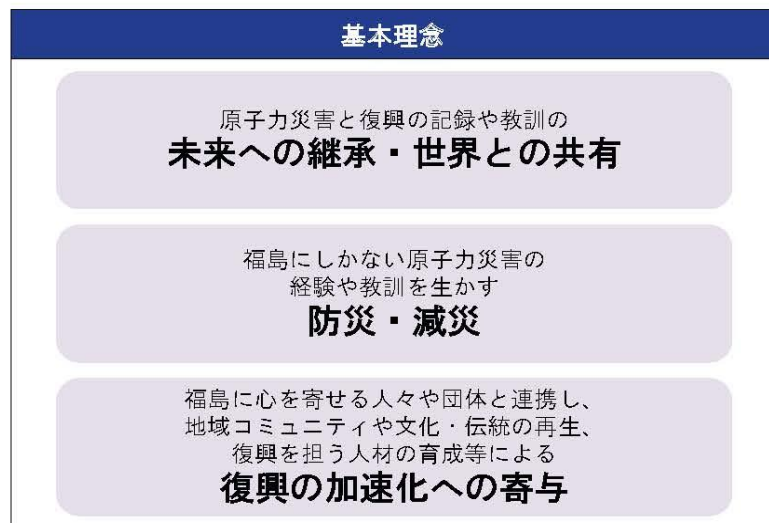 基本理念
原子力災害と復興の記録や教訓の
未来への継承・世界との共有
福島にしかない原子力災害の
経験や教訓を生かす
防災・減災
福島に心を寄せる人々や団体と連携し、
地域コミュニティや文化・伝統の再生、
復興を担う人材の育成等による
復興の加速化への寄与